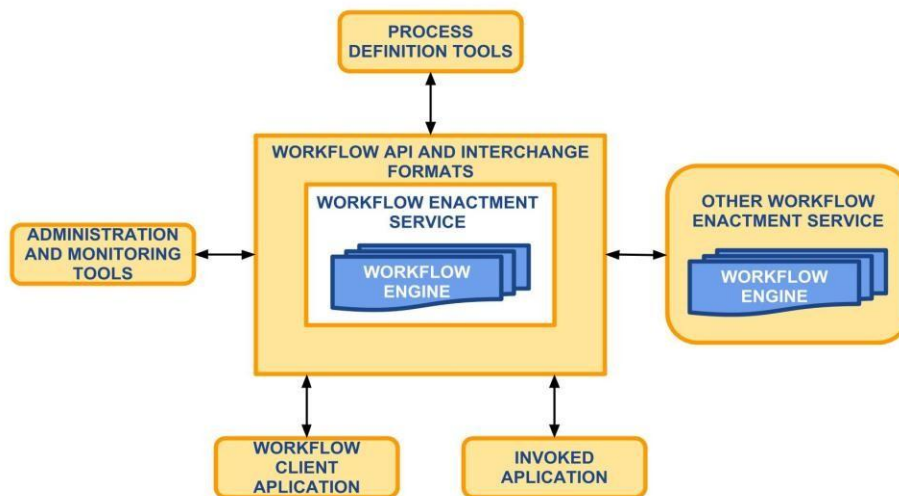 PROCESS
DEFINITION TOOLS
WORKFLOW API AND INTERCHANGE
FORMATS
WORKFLOW ENACTMENT
SERVICE
WORKFLOW
ENGINE
OTHER WORKFLOW
ENACTMENT SERVICE
WORKFLOW
ENGINE
ADMINISTRATION
AND MONITORING
TOOLS
WORKFLOW
CLIENT
APLICATION
INVOKED
APLICATION